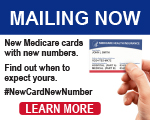 MAILING NOW
New Medicare cards
with new numbers.
Find out when to
expect yours.
#NewCardNewNumber
LEARN MORE